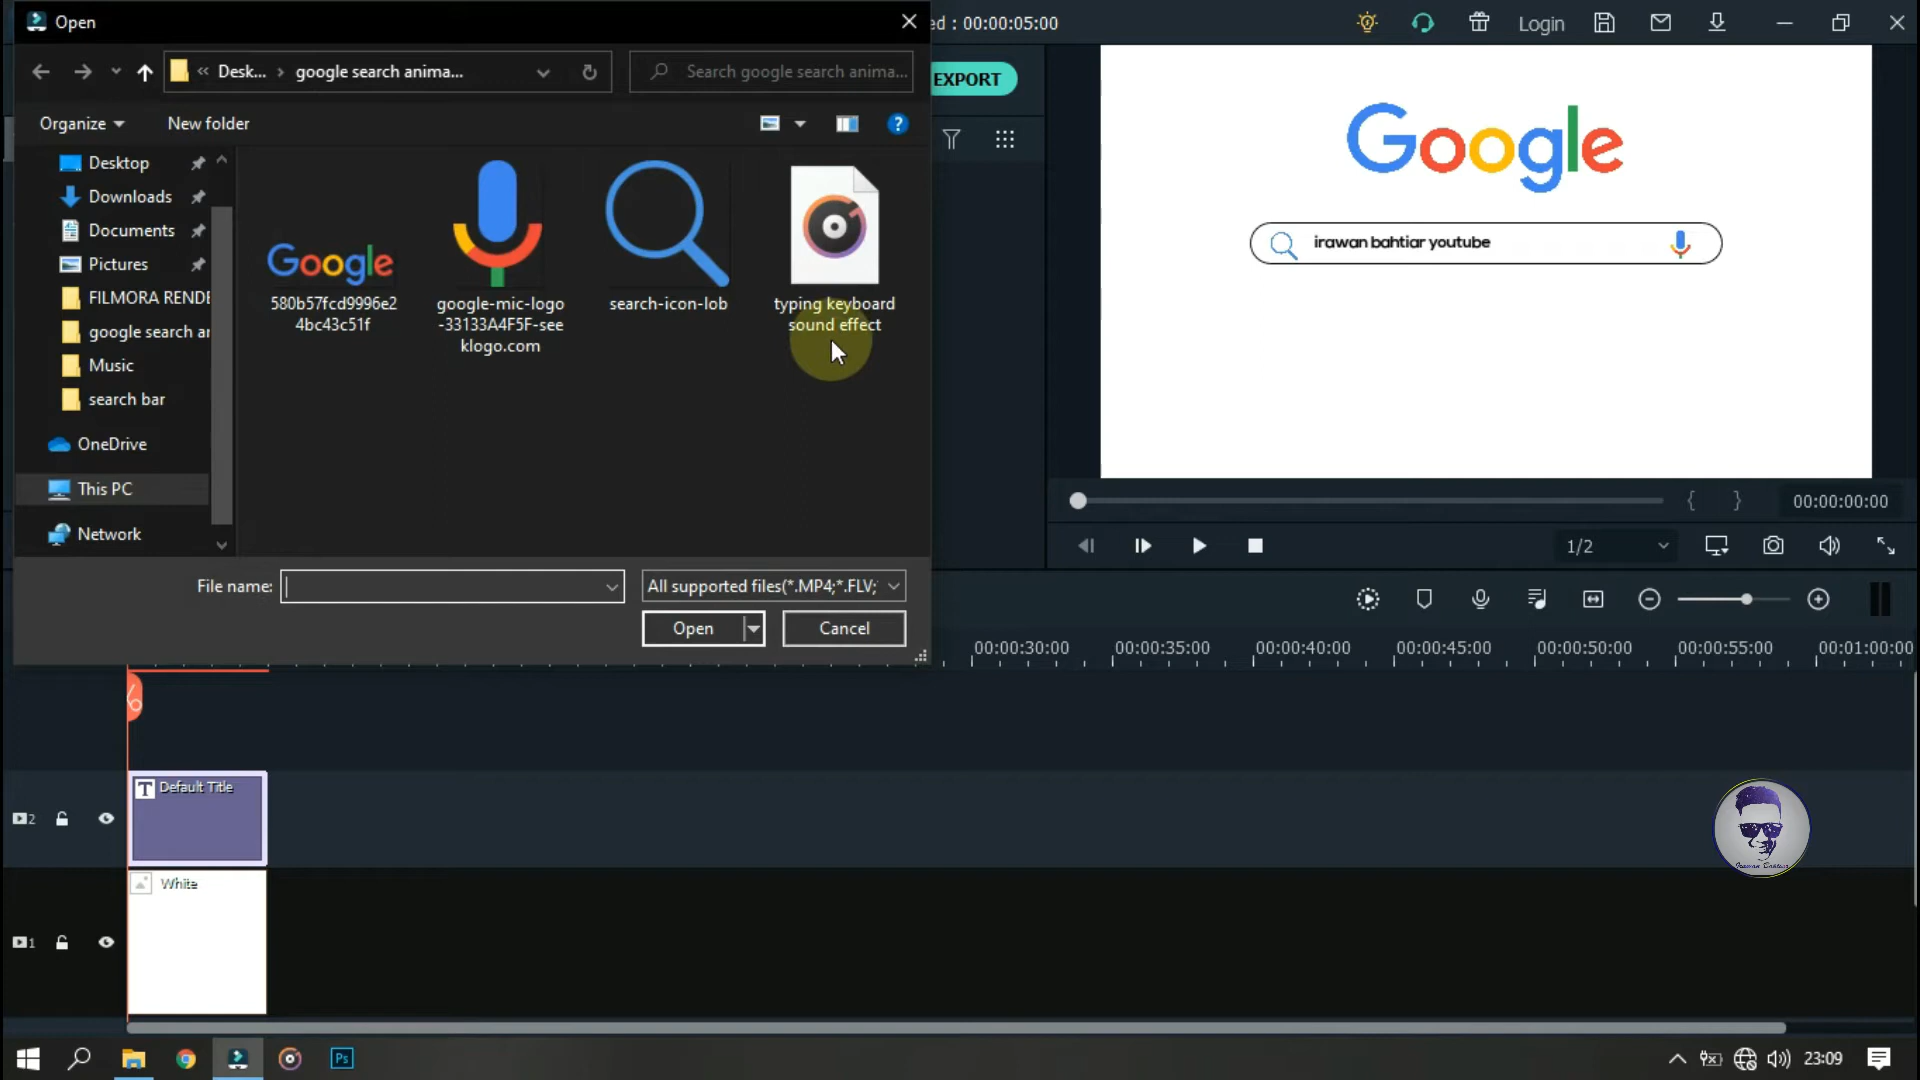 Open
ed : 00:00:05:00
Login
Desk... google search anima...
Search google search anima...
EXPORT
Organize
New folder
Desktop
Downloads
Documents
Pictures
FILMORA RENDE
google search ar
Music
search bar
OneDrive
This PC
Network
Google
580b57fcd9996e2
4bc43c51f
google-mic-logo
-33133A4F5F-see
klogo.com
search-icon-lob
typing keyboard
sound effect
Google
irawan bahtiar youtube
00:00:00:00
1/2
File name:
All supported files(*.MP4;*.FLV;
Open
Cancel
00:00:30:00
00:00:35:00
00:00:40:00
00:00:45:00
00:00:50:00
00:00:55:00
00:01:00:00
2
T Default Title
Irawan Bahtiar
1
White
Ps
23:09